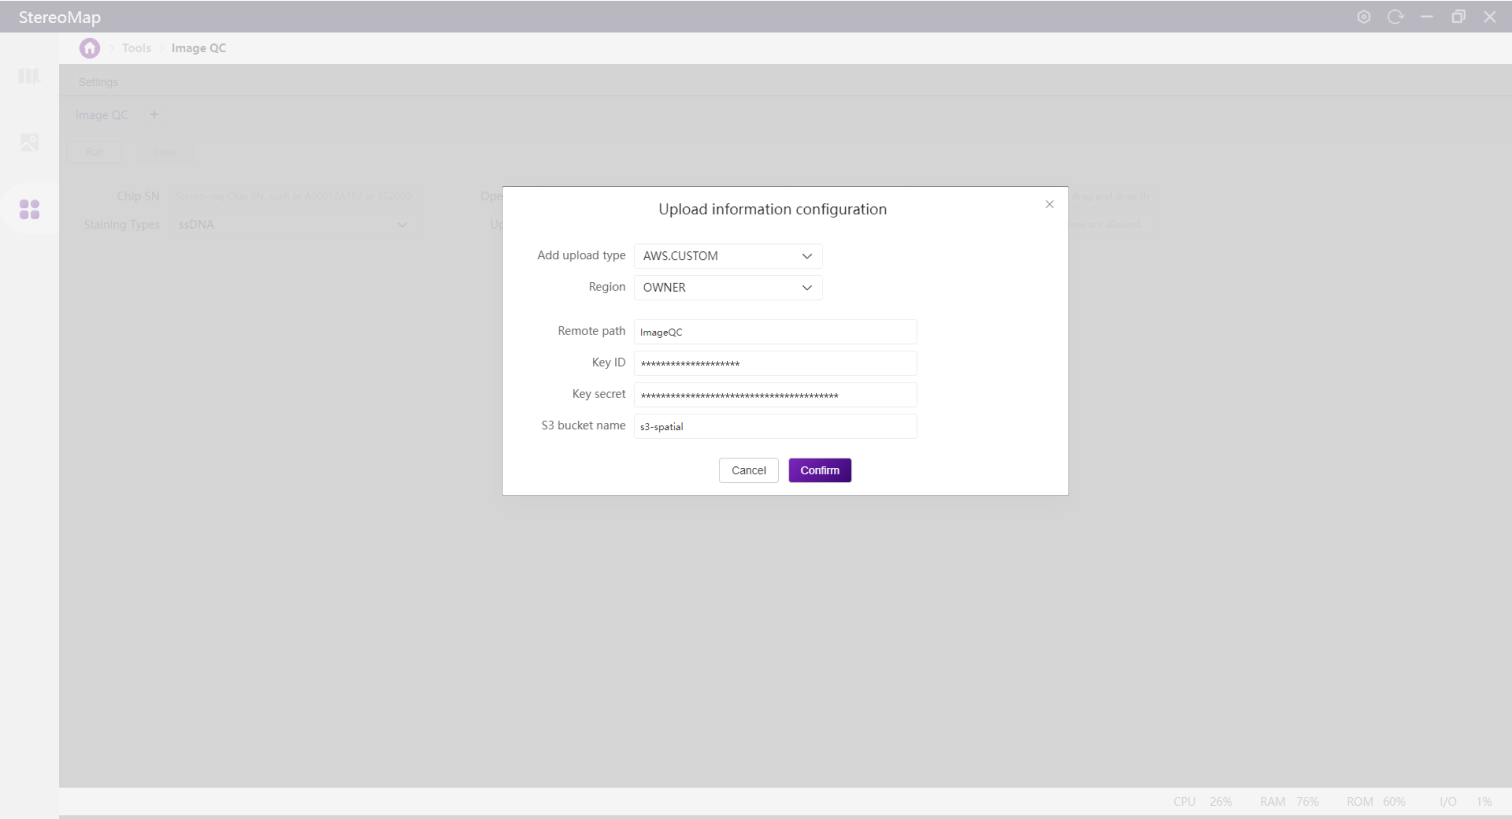 StereoMap
Tools Image QC
Settings
Image QC +
Run
Chip SN
Staining Types ssDNA
Upload information configuration
Add upload type AWS.CUSTOM
Region OWNER
Remote path ImageQC
Key ID ********************
Key secret ****************************************
S3 bucket name s3-spatial
Cancel Confirm
CPU 26% RAM 76% ROM 60% I/O 1%